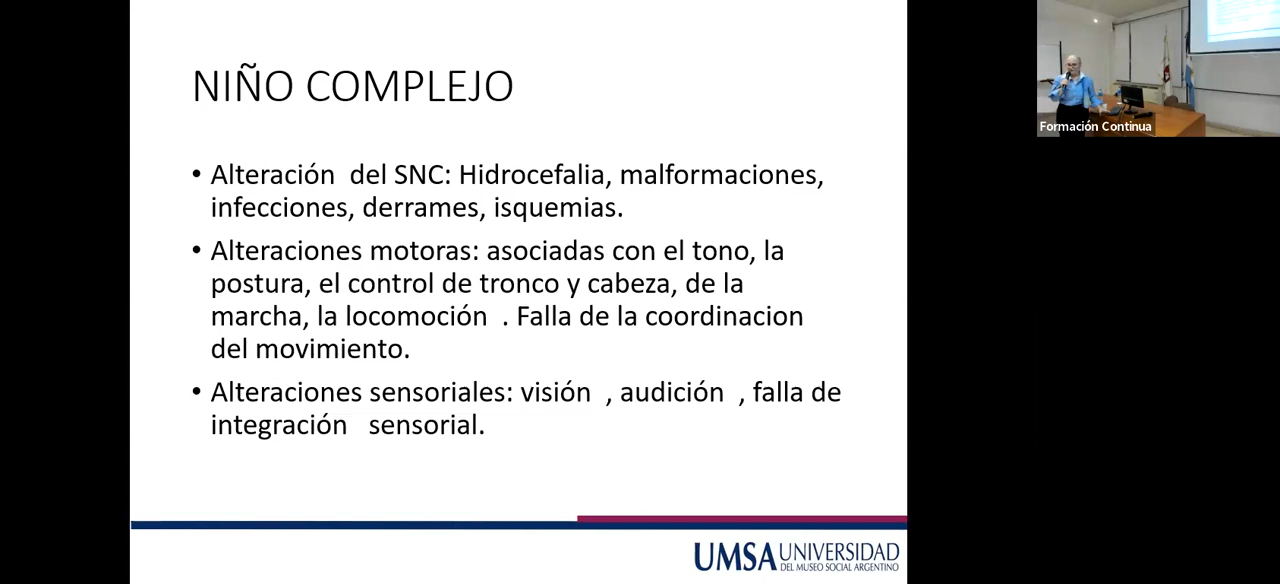 NIÑO COMPLEJO
• Alteración del SNC: Hidrocefalia, malformaciones,
infecciones, derrames, isquemias.
• Alteraciones motoras: asociadas con el tono, la
postura, el control de tronco y cabeza, de la
marcha, la locomoción . Falla de la coordinacion
del movimiento.
• Alteraciones sensoriales: visión , audición , falla de
integración sensorial.
UMSA UNIVERSIDAD
DEL MUSEO SOCIAL ARGENTINO
Formación Continua